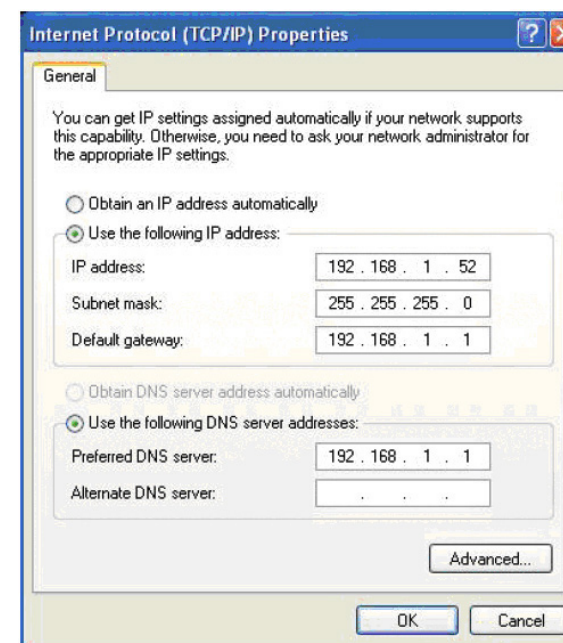 Internet Protocol (TCP/IP) Properties
General
You can get IP settings assigned automatically if your network supports
this capability. Otherwise, you need to ask your network administrator for
the appropriate IP settings.
Obtain an IP address automatically
Use the following IP address:
IP address: 192 . 168 . 1 . 52
Subnet mask: 255 . 255 . 255 . 0
Default gateway: 192 . 168 . 1 . 1
Obtain DNS server address automatically
Use the following DNS server addresses:
Preferred DNS server: 192 . 168 . 1 . 1
Alternate DNS server: . . .
Advanced...
OK Cancel